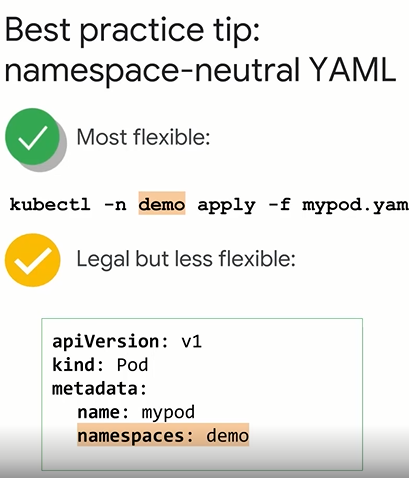 Best practice tip:
namespace-neutral YAML
Most flexible:
kubectl -n demo apply -f mypod.yam
Legal but less flexible:
apiVersion: v1
kind: Pod
metadata:
  name: mypod
  namespaces: demo